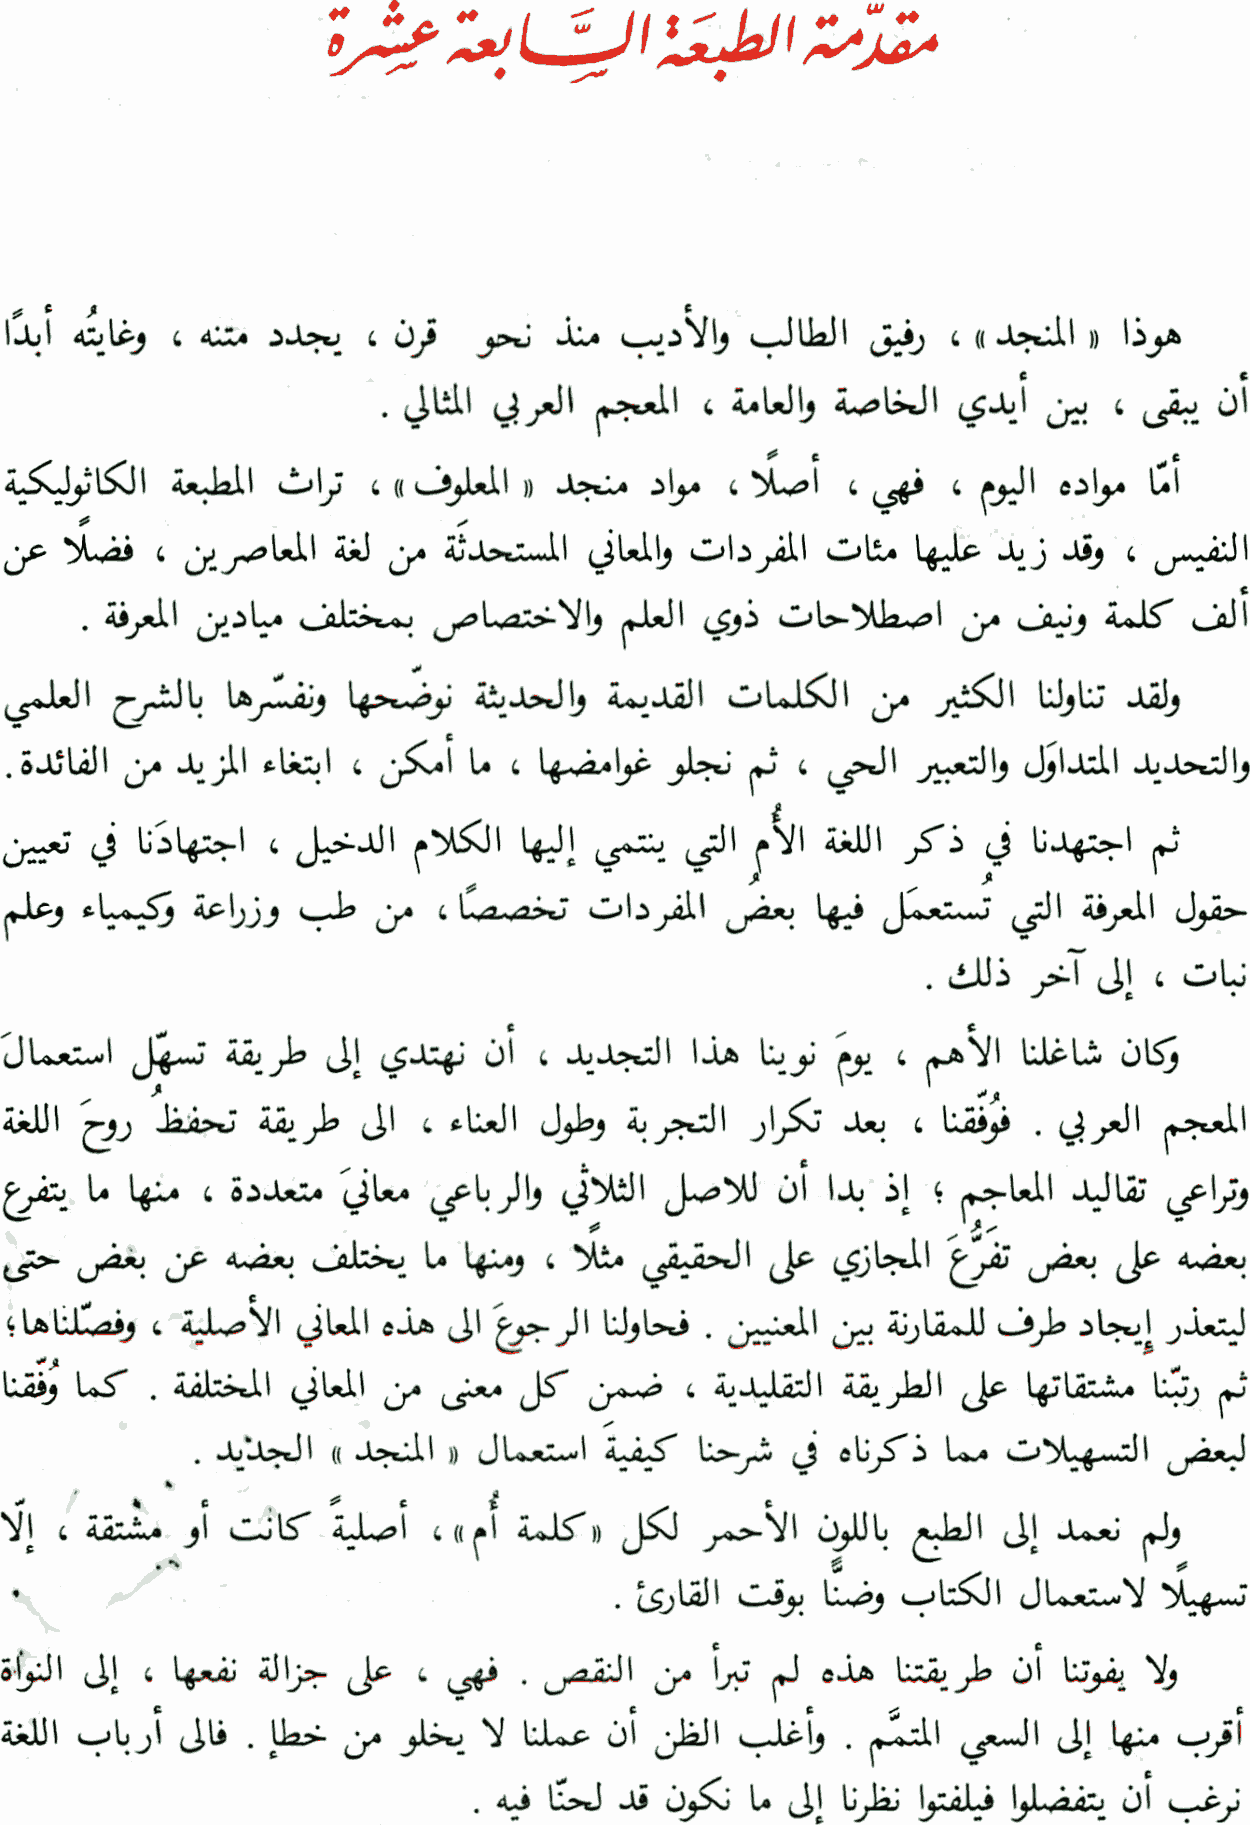 مقدّمة الطبعَة السَّابعة عشِرة
هوذا « المنجد » ، رفيق الطالب والأديب منذ نحو قرن ، يجدد متنه ، وغايتُه أبدًا
أن يبقى ، بين أيدي الخاصة والعامة ، المعجم العربي المثالي .
أمّا مواده اليوم ، فهي ، أصلًا ، مواد منجد « المعلوف » ، تراث المطبعة الكاثوليكية
النفيس ، وقد زيد عليها مئات المفردات والمعاني المستحدثَة من لغة المعاصرين ، فضلًا عن
ألف كلمة ونيف من اصطلاحات ذوي العلم والاختصاص بمختلف ميادين المعرفة .
ولقد تناولنا الكثير من الكلمات القديمة والحديثة نوضّحها ونفسّرها بالشرح العلمي
والتحديد المتداوَل والتعبير الحي ، ثم نجلو غوامضها ، ما أمكن ، ابتغاء المزيد من الفائدة .
ثم اجتهدنا في ذكر اللغة الأُم التي ينتمي إليها الكلام الدخيل ، اجتهادَنا في تعيين
حقول المعرفة التي تُستعمَل فيها بعضُ المفردات تخصصًا ، من طب وزراعة وكيمياء وعلم
نبات ، إلى آخر ذلك .
وكان شاغلنا الأهم ، يومَ نوينا هذا التجديد ، أن نهتدي إلى طريقة تسهّل استعمالَ
المعجم العربي . فوُفّقنا ، بعد تكرار التجربة وطول العناء ، الى طريقة تحفظُ روحَ اللغة
وتراعي تقاليد المعاجم ؛ إذ بدا أن للاصل الثلاثي والرباعي معانيَ متعددة ، منها ما يتفرع
بعضه على بعض تفَرُّعَ المجازي على الحقيقي مثلًا ، ومنها ما يختلف بعضه عن بعض حتى
ليتعذر إيجاد طرف للمقارنة بين المعنيين . فحاولنا الرجوعَ الى هذه المعاني الأصلية ، وفصّلناها؛
ثم رتبّنا مشتقاتها على الطريقة التقليدية ، ضمن كل معنى من المعاني المختلفة . كما وُفّقنا
لبعض التسهيلات مما ذكرناه في شرحنا كيفيةَ استعمال « المنجد » الجديد .
ولم نعمد إلى الطبع باللون الأحمر لكل «كلمة أُم» ، أصليةً كانت أو مشتقة ، إلّا
تسهيلًا لاستعمال الكتاب وضنًّا بوقت القارئ .
ولا يفوتنا أن طريقتنا هذه لم تبرأ من النقص . فهي ، على جزالة نفعها ، إلى النواة
أقرب منها إلى السعي المتمَّم . وأغلب الظن أن عملنا لا يخلو من خطإ . فالى أرباب اللغة
نرغب أن يتفضلوا فيلفتوا نظرنا إلى ما نكون قد لحنّا فيه .